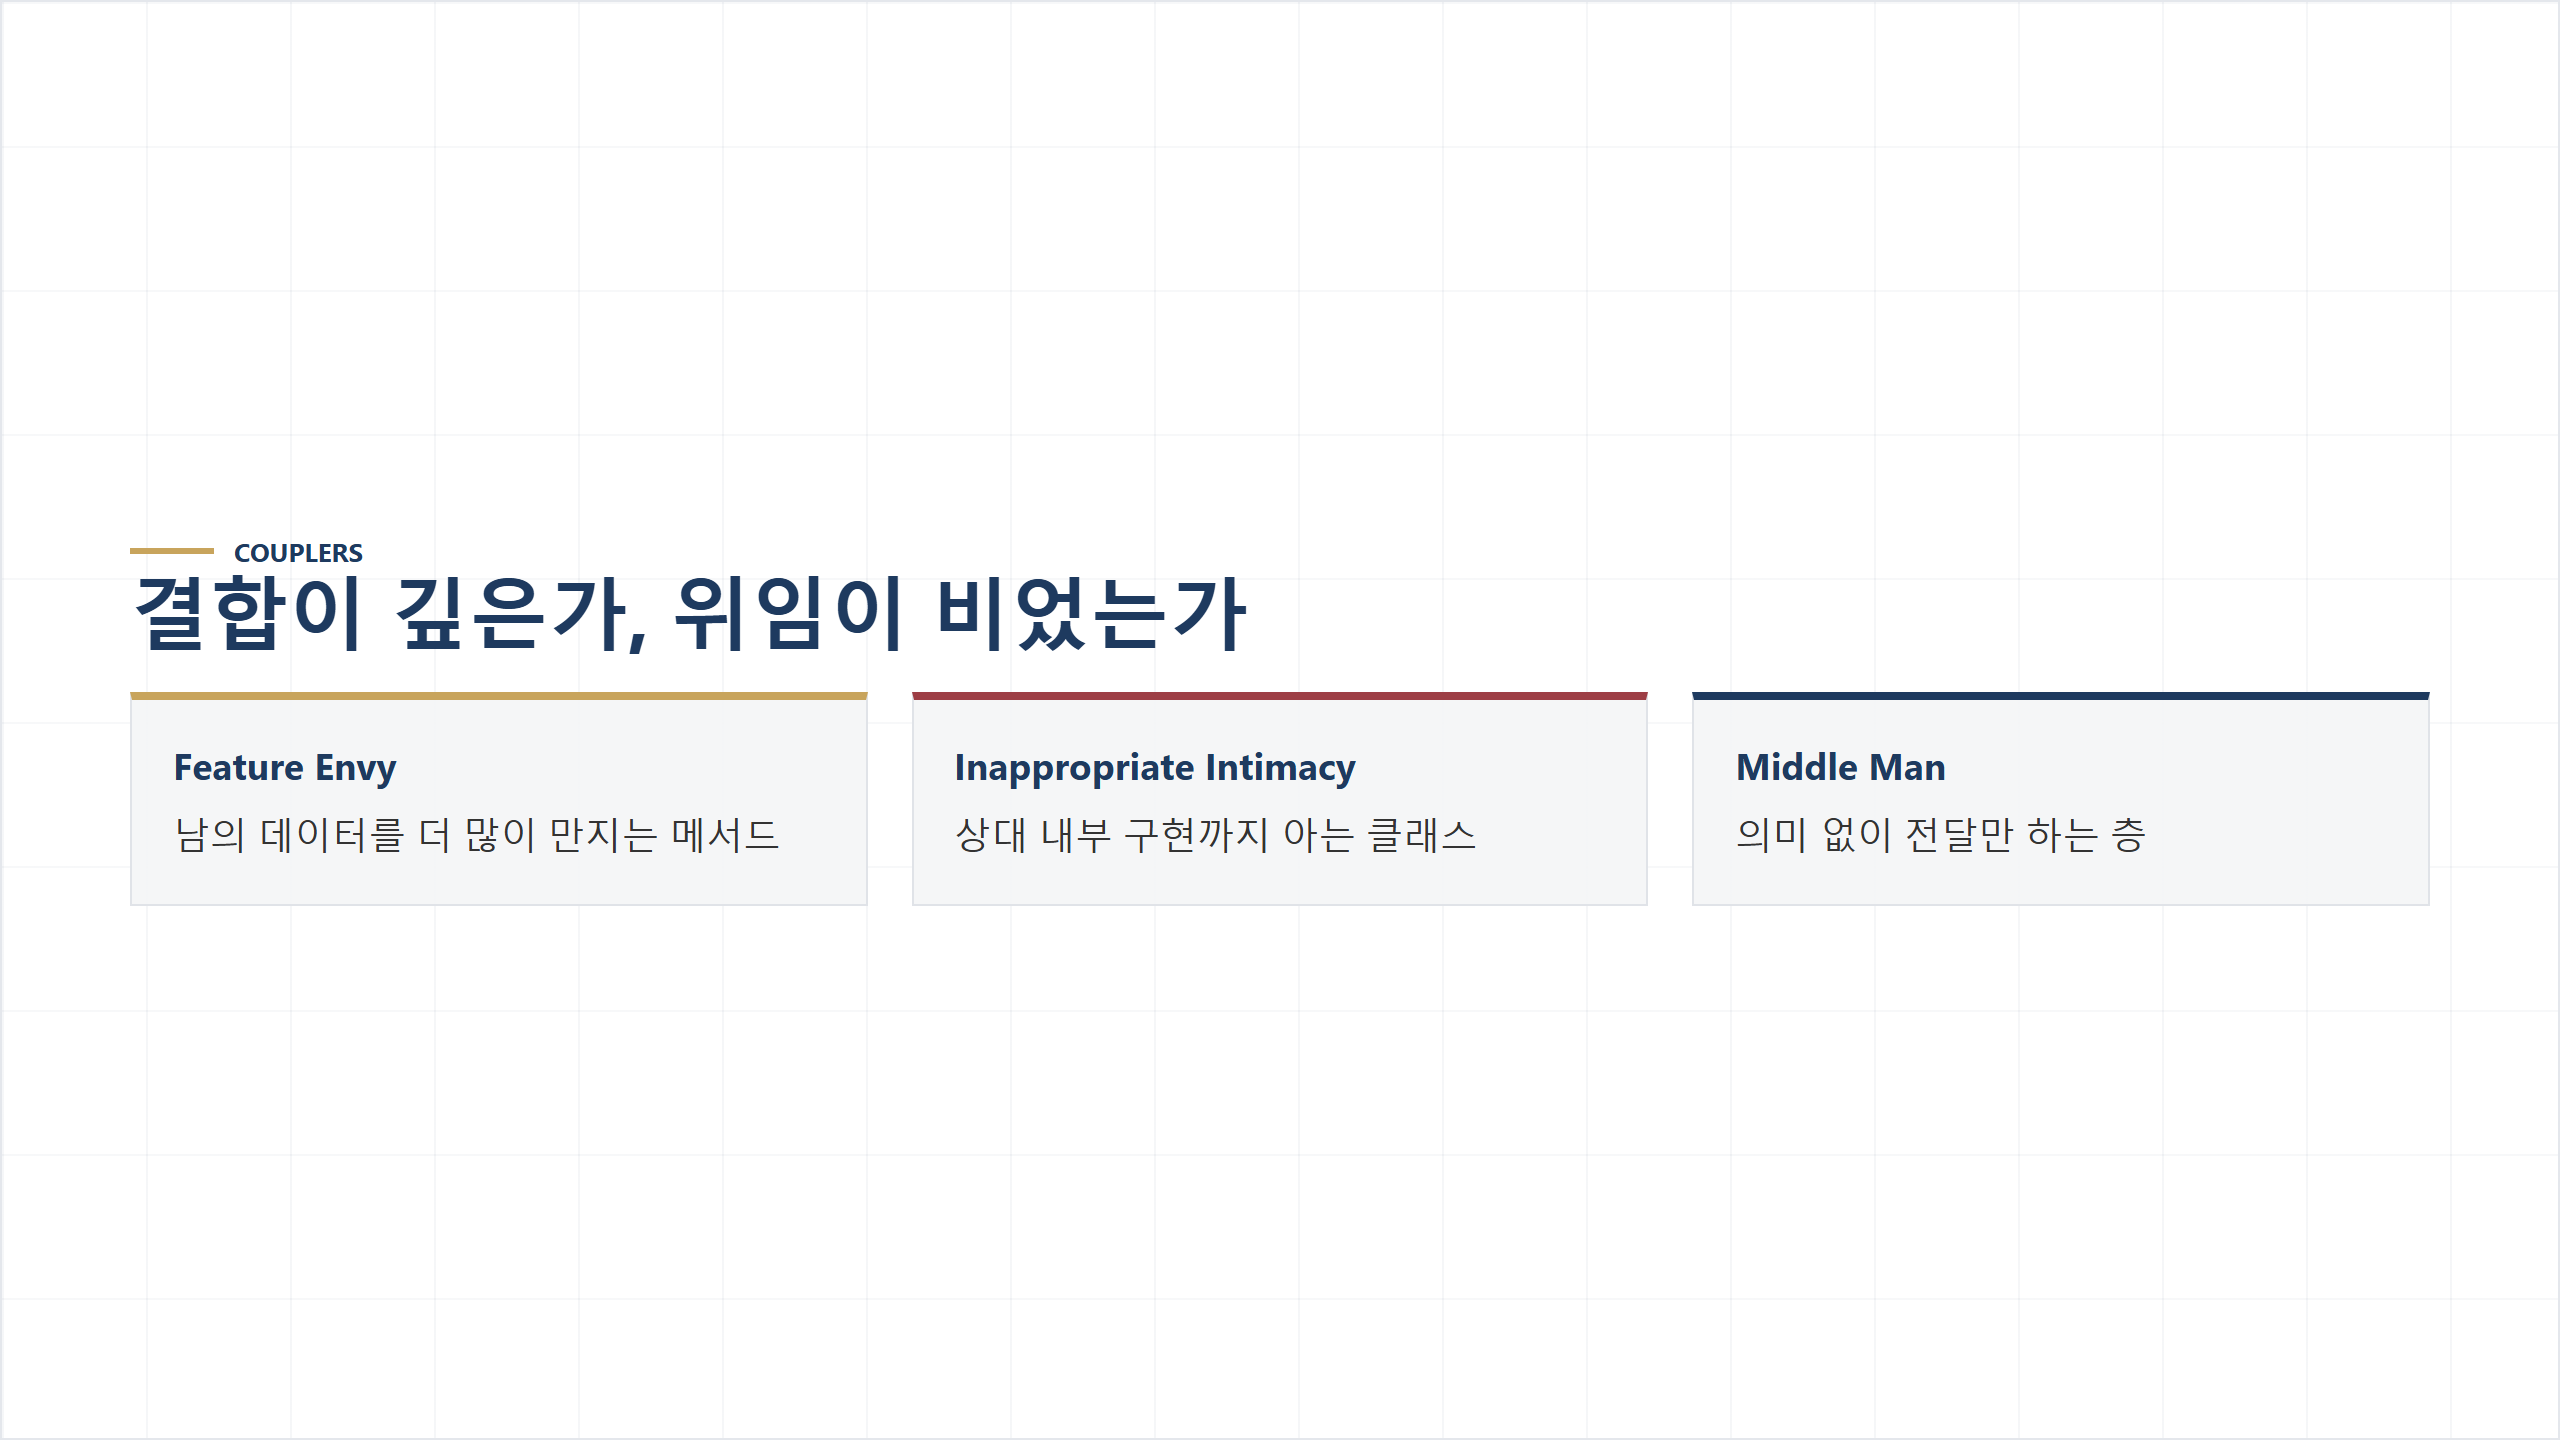 COUPLERS
결합이 깊은가, 위임이 비었는가
Feature Envy
남의 데이터를 더 많이 만지는 메서드
Inappropriate Intimacy
상대 내부 구현까지 아는 클래스
Middle Man
의미 없이 전달만 하는 층